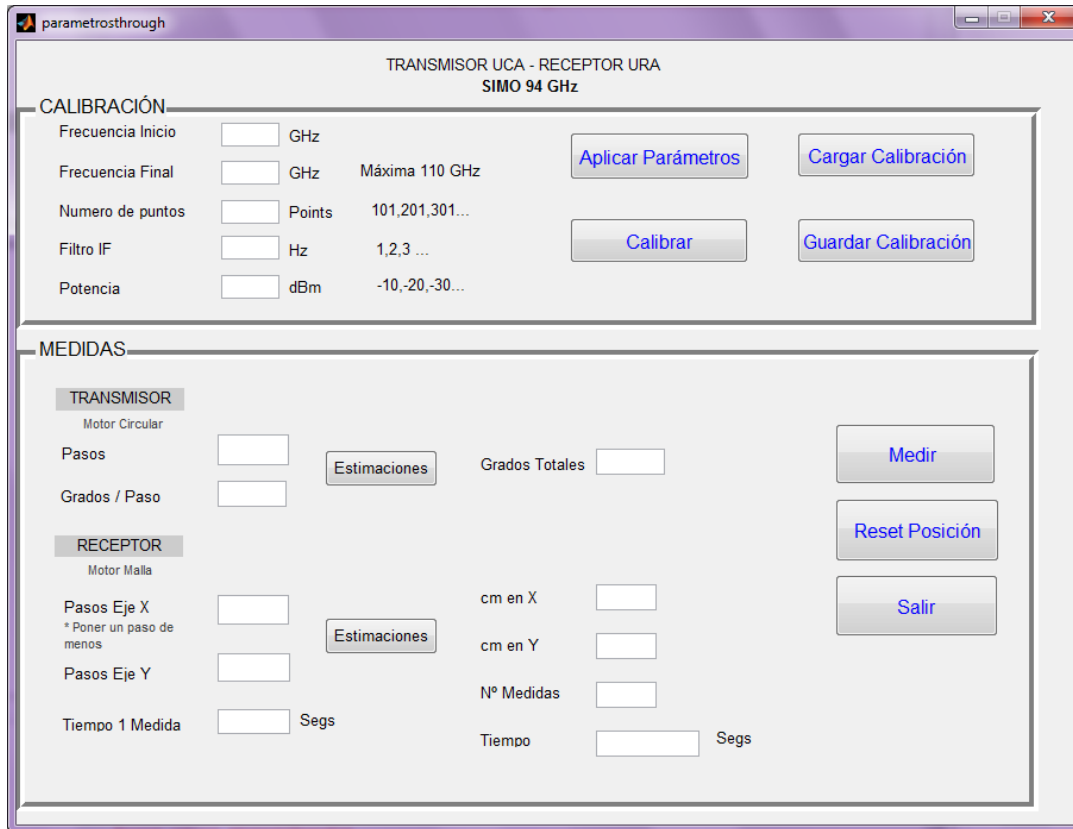 parametrosthrough
TRANSMISOR UCA - RECEPTOR URA
SIMO 94 GHz
CALIBRACIÓN
Frecuencia Inicio GHz
Frecuencia Final GHz Máxima 110 GHz
Numero de puntos Points 101,201,301...
Filtro IF Hz 1,2,3 ...
Potencia dBm -10,-20,-30...
Aplicar Parámetros Cargar Calibración
Calibrar Guardar Calibración
MEDIDAS
TRANSMISOR
Motor Circular
Pasos
Grados / Paso
Estimaciones
Grados Totales
RECEPTOR
Motor Malla
Pasos Eje X
* Poner un paso de
menos
Pasos Eje Y
Tiempo 1 Medida Segs
Estimaciones
cm en X
cm en Y
Nº Medidas
Tiempo Segs
Medir
Reset Posición
Salir